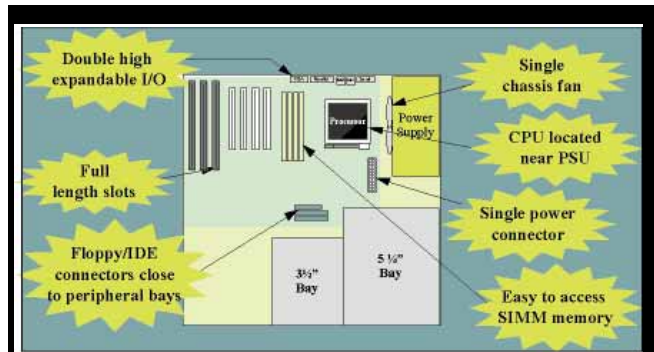 Double high
expandable I/O
Single
chassis fan
Processor
Power
Supply
CPU located
near PSU
Full
length slots
Single power
connector
Floppy/IDE
connectors close
to peripheral bays
3½"
Bay
5 ¼"
Bay
Easy to access
SIMM memory